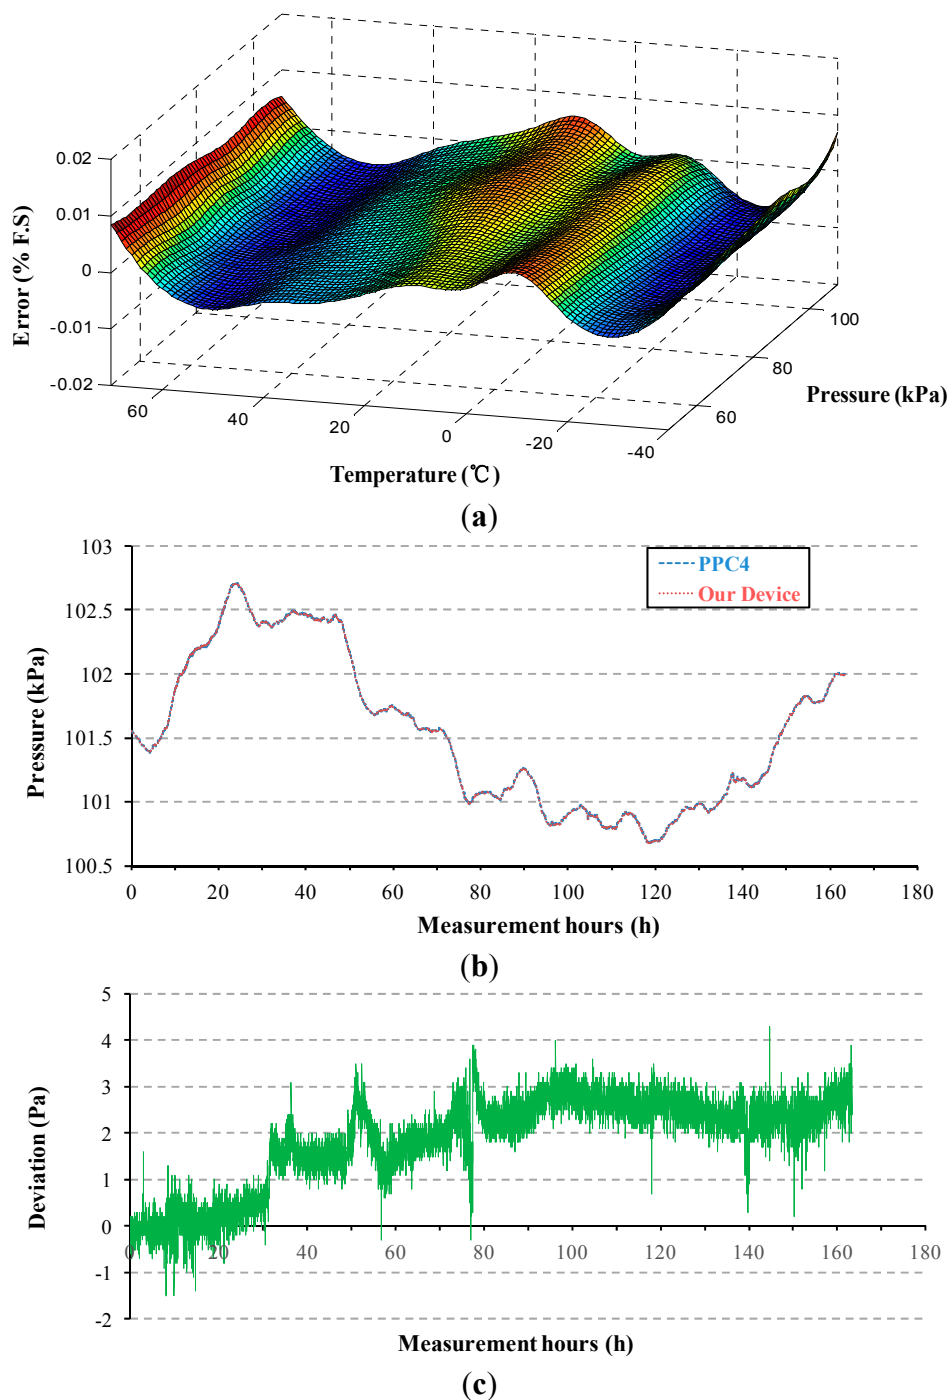 0.02
0.01
0
-0.01
-0.02
Error (% F.S)
60
40
20
0
-20
-40
Temperature (℃)
60
80
100
Pressure (kPa)
(a)
103
102.5
102
101.5
101
100.5
Pressure (kPa)
PPC4
Our Device
0 20 40 60 80 100 120 140 160 180
Measurement hours (h)
(b)
5
4
3
2
1
0
-1
-2
Deviation (Pa)
0 20 40 60 80 100 120 140 160 180
Measurement hours (h)
(c)